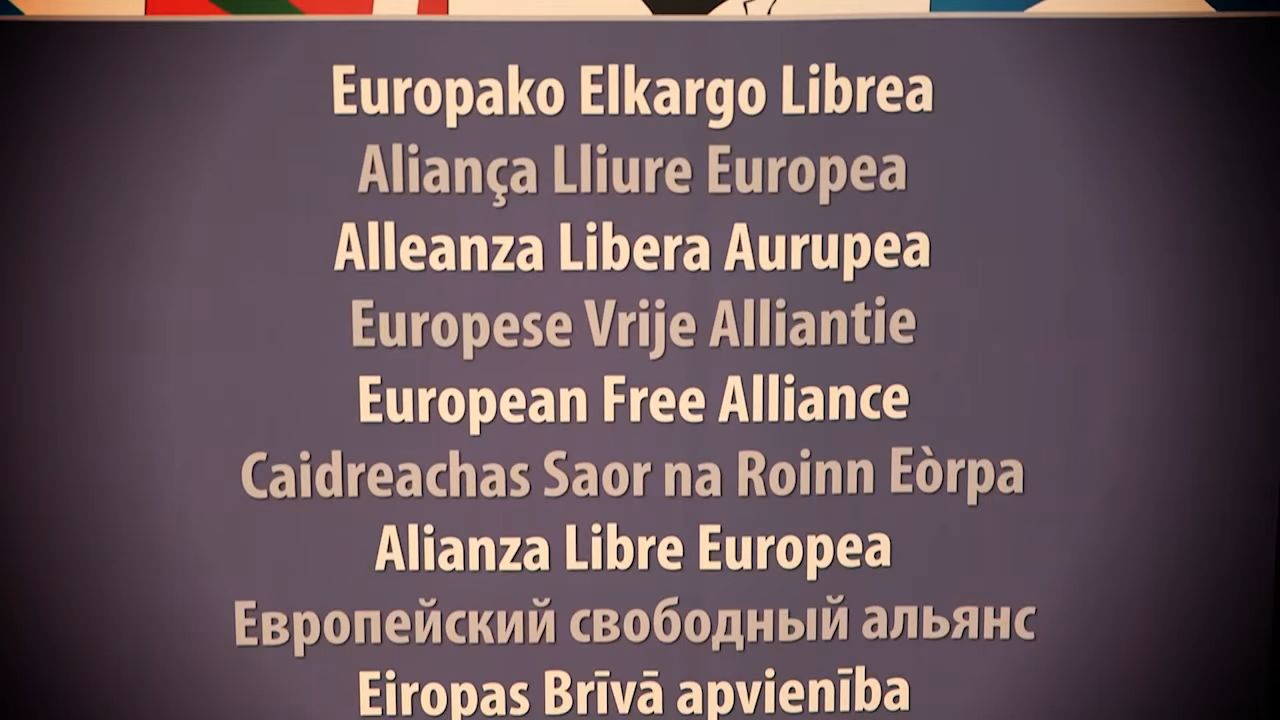 Europako Elkargo Librea
Aliança Lliure Europea
Alleanza Libera Aurupea
Europese Vrije Alliantie
European Free Alliance
Caidreachas Saor na Roinn Eòrpa
Alianza Libre Europea
Европейский свободный альянс
Eiropas Brīvā apvienība